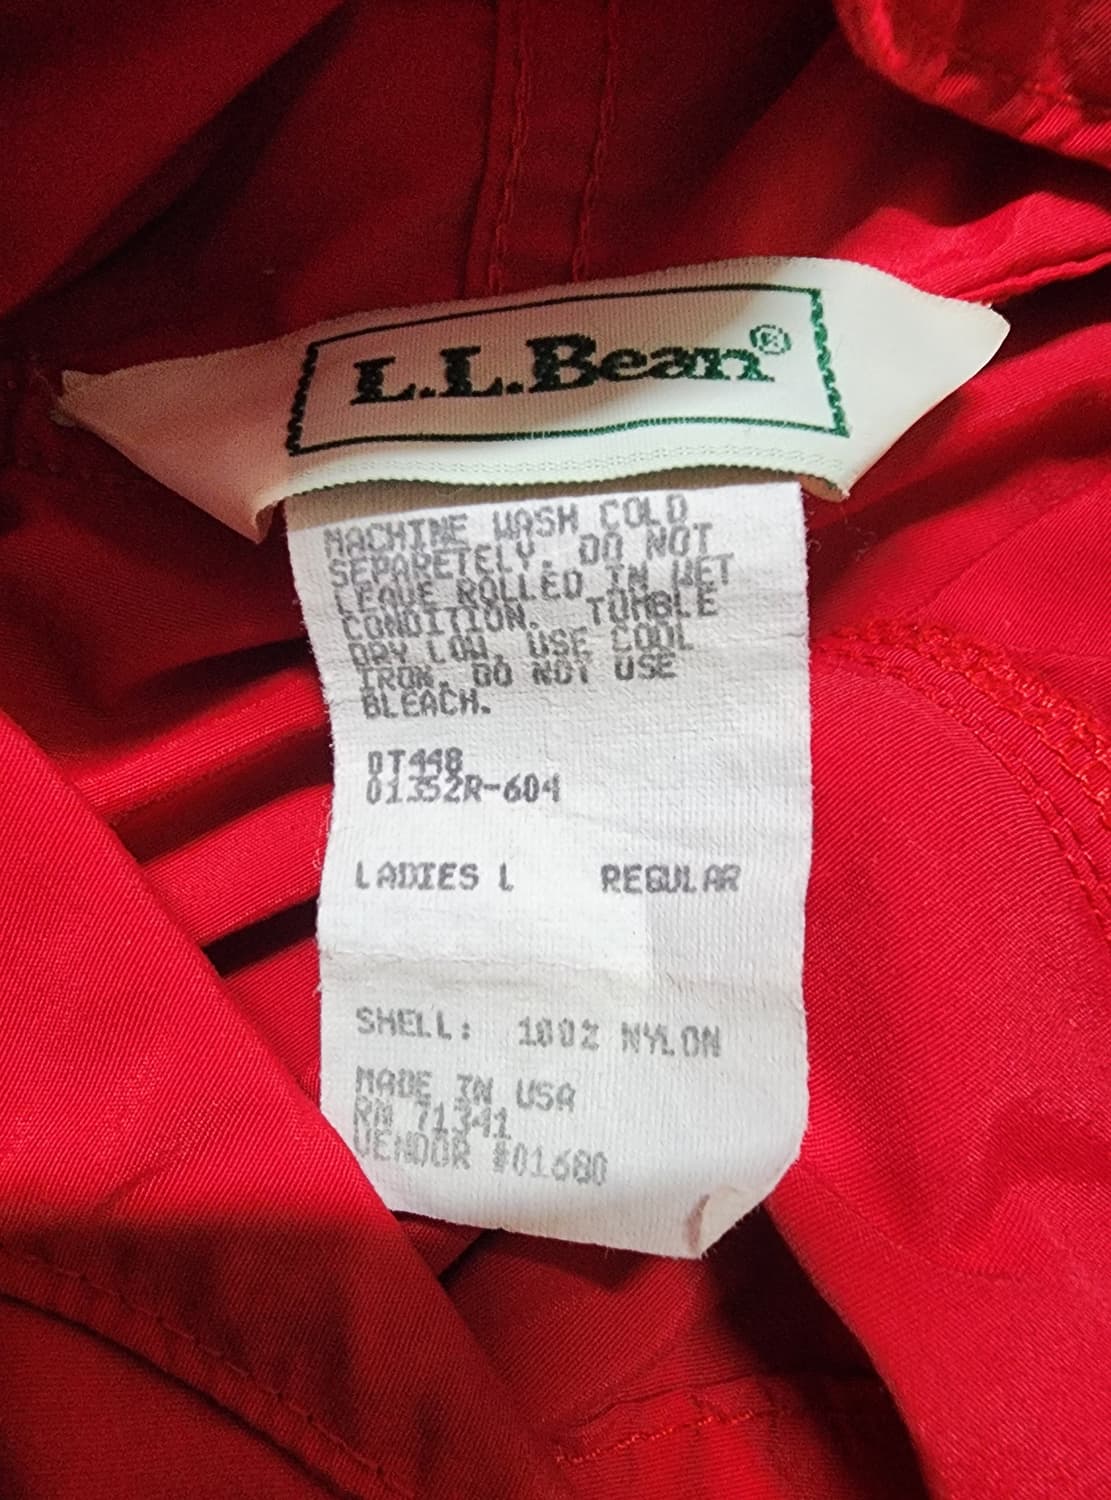 L.L.Bean®
MACHINE WASH COLD
SEPARETELY. DO NOT
LEAVE ROLLED IN WET
CONDITION. TUMBLE
DRY LOW. USE COOL
IRON. DO NOT USE
BLEACH.
OT448
01352R-604
LADIES L REGULAR
SHELL: 100% NYLON
MADE IN USA
RN 71341
VENDOR #01680